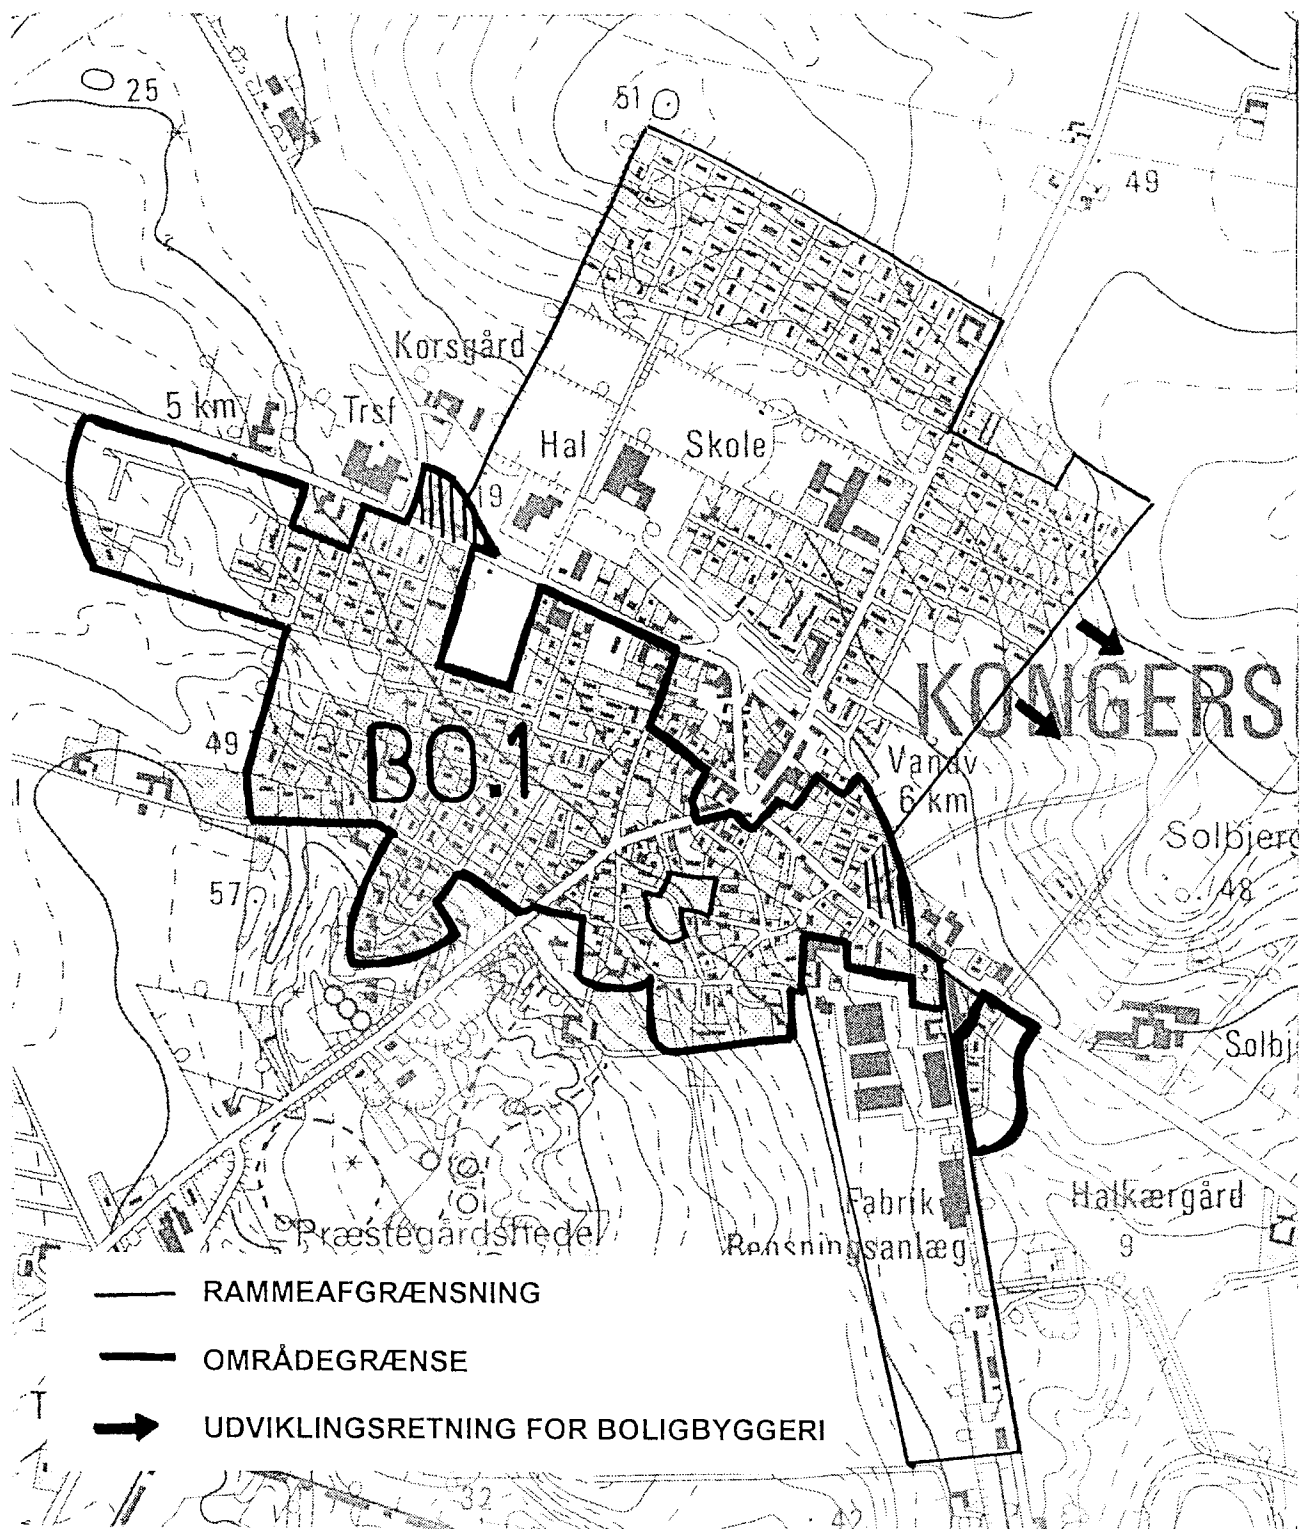 25
51
49
Korsgård
5 km
Trsf
Hal
Skole
19
KONGERS
BO.1
49
Vandv
6 km
Solbjerg
48
57
Solbj
Fabrik
Halkærgård
Præstegårdshede
Rensningsanlæg
9
RAMMEAFGRÆNSNING
OMRÅDEGRÆNSE
T
UDVIKLINGSRETNING FOR BOLIGBYGGERI
32
42